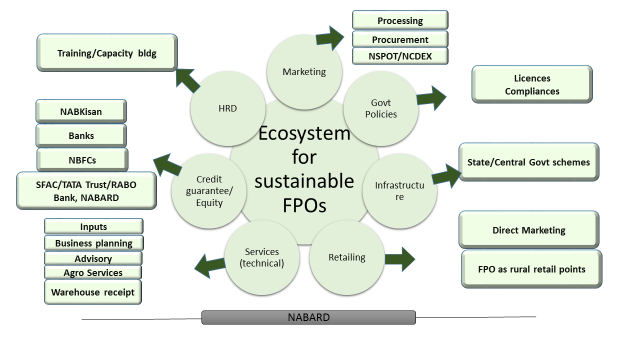 Processing
Procurement
NSPOT/NCDEX
Training/Capacity bldg
Marketing
Licences
Compliances
HRD
Govt
Policies
NABKisan
Banks
NBFCs
SFAC/TATA Trust/RABO
Bank, NABARD
Ecosystem
for
sustainable
FPOs
State/Central Govt schemes
Credit
guarantee/
Equity
Infrastructu
re
Inputs
Business planning
Advisory
Agro Services
Warehouse receipt
Services
(technical)
Retailing
Direct Marketing
FPO as rural retail points
NABARD